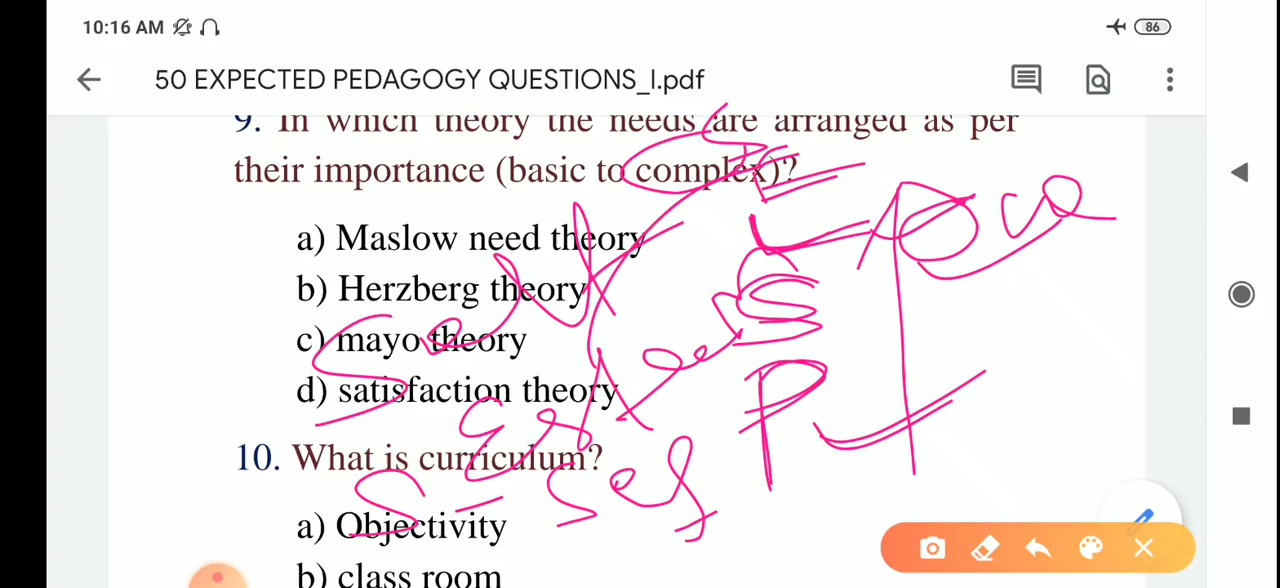 10:16 AM
86
50 EXPECTED PEDAGOGY QUESTIONS_I.pdf
9. In which theory the needs are arranged as per
their importance (basic to complex)?
a) Maslow need theory
b) Herzberg theory
c) mayo theory
d) satisfaction theory
10. What is curriculum?
a) Objectivity
b) class room
S
P